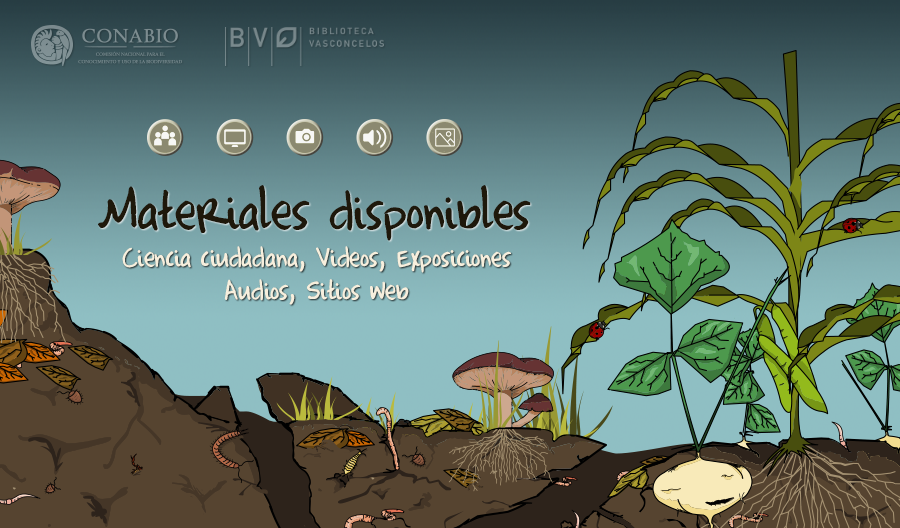 CONABIO
COMISIÓN NACIONAL PARA EL
CONOCIMIENTO Y USO DE LA BIODIVERSIDAD
BV
BIBLIOTECA
VASCONCELOS
Materiales disponibles
Ciencia ciudadana, Videos, Exposiciones
Audios, Sitios Web